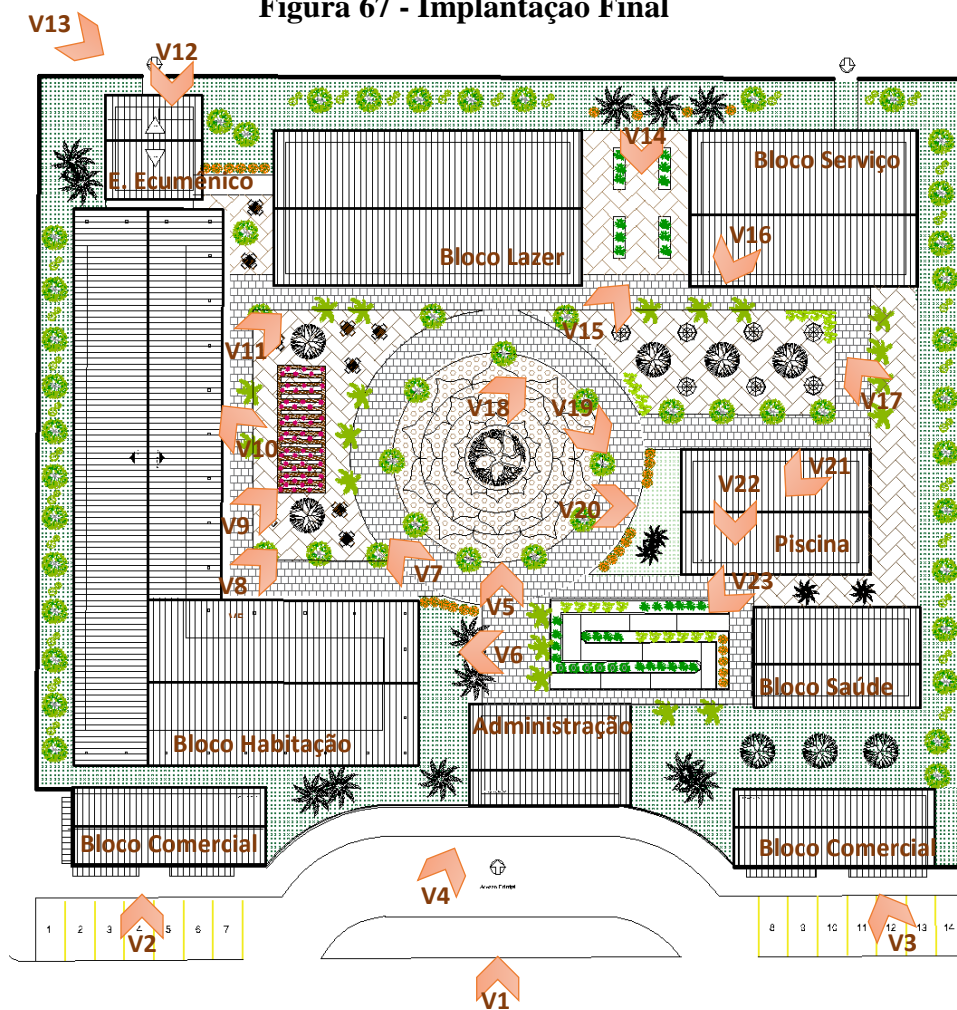 Figura 67 - Implantação Final
V13
V12
E. Ecumênico
V14
Bloco Serviço
Bloco Lazer
V16
V15
V11
V18
V19
V17
V10
V21
V22
V9
V20
Piscina
V8
V7
V23
V5
V6
Bloco Saúde
Bloco Habitação
Administração
Bloco Comercial
Bloco Comercial
V4
1 2 3 4 5 6 7
8 9 10 11 12 13 14
V2
V3
V1